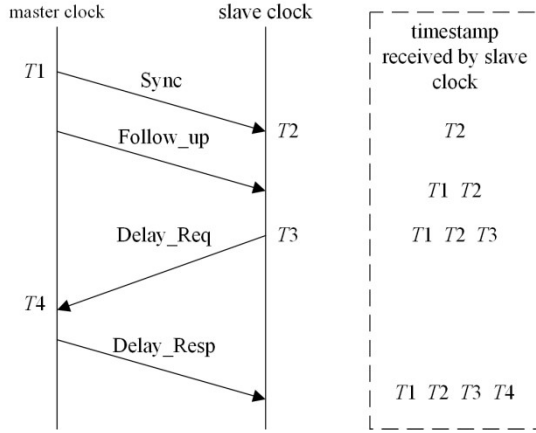 master clock
slave clock
timestamp
received by slave
clock
T1
Sync
T2
T2
Follow_up
T1 T2
Delay_Req
T3
T1 T2 T3
T4
Delay_Resp
T1 T2 T3 T4